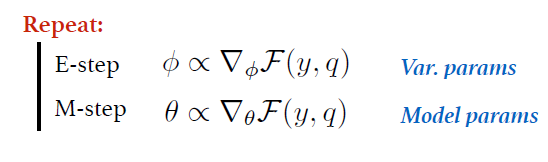 Repeat:
E-step ϕ ∝ ∇_ϕ ℱ(y, q) Var. params
M-step θ ∝ ∇_θ ℱ(y, q) Model params